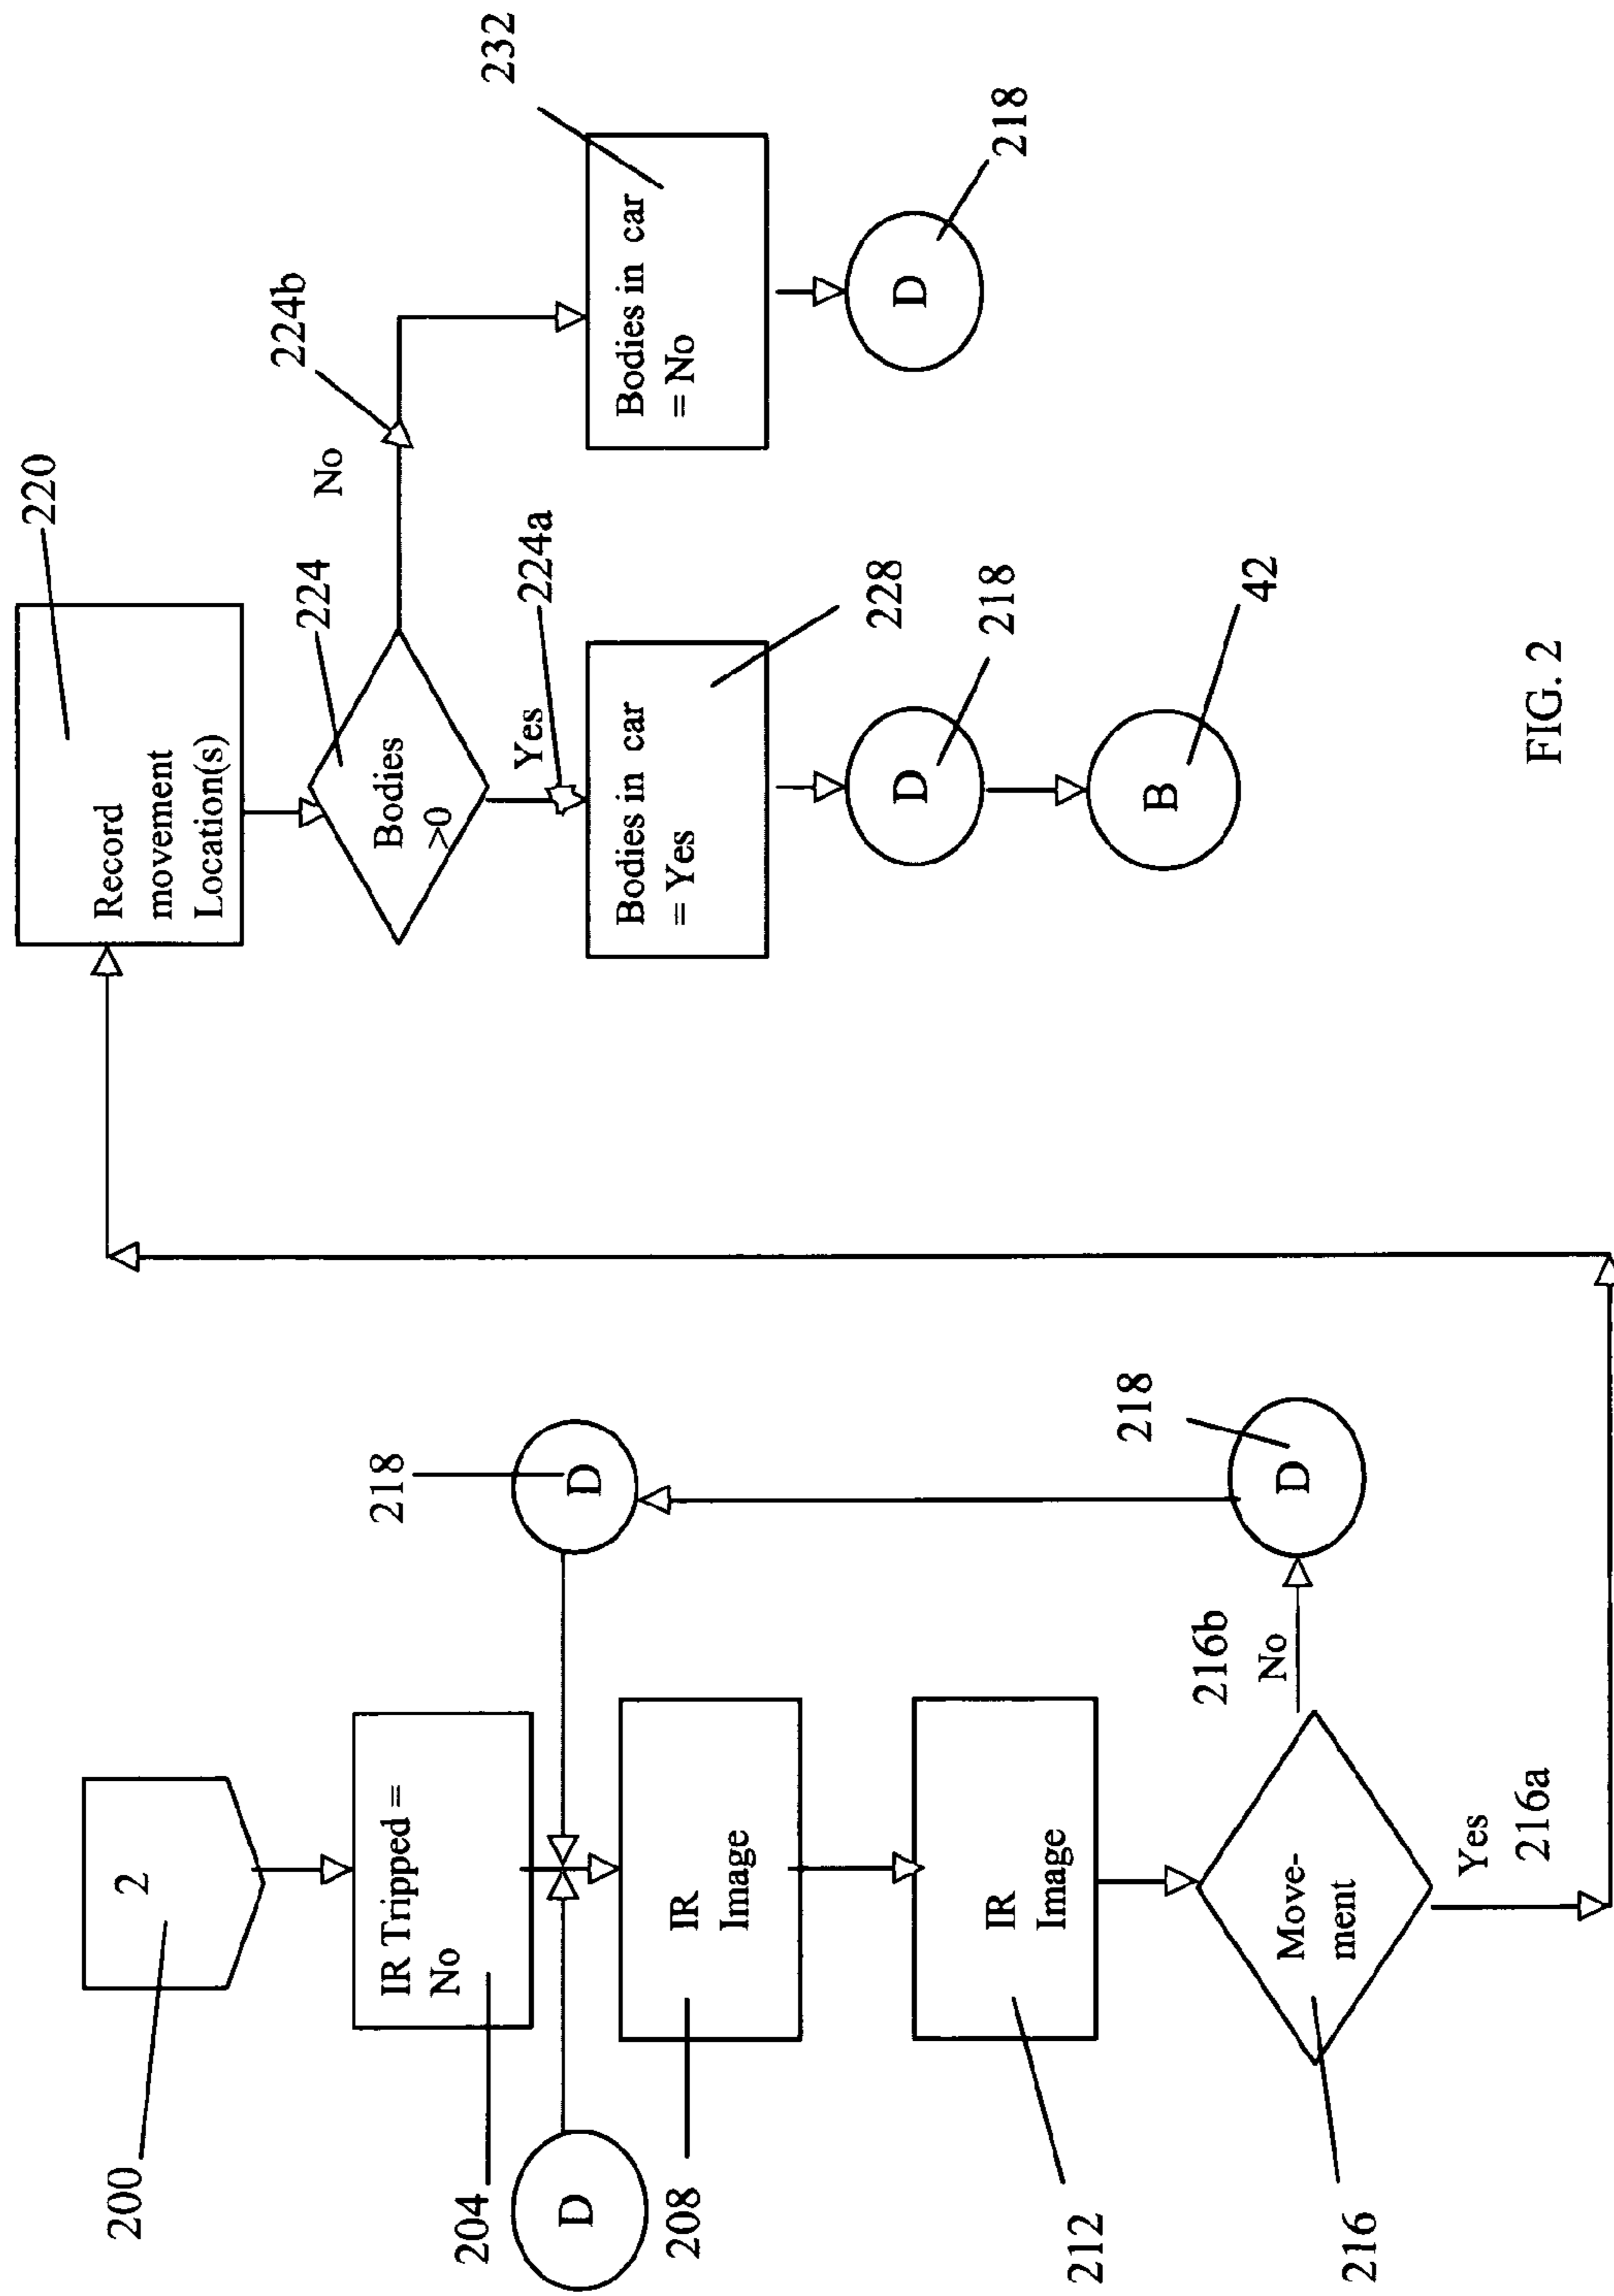 200
2
204
IR Tripped =
No
D
218
D
208
IR
Image
212
IR
Image
216
Move-
ment
216b
No
218
D
Yes
216a
220
Record
movement
Location(s)
224
Bodies
>0
No
224b
Yes
224a
Bodies in car
= Yes
228
232
Bodies in car
= No
D
218
D
218
B
42
FIG. 2